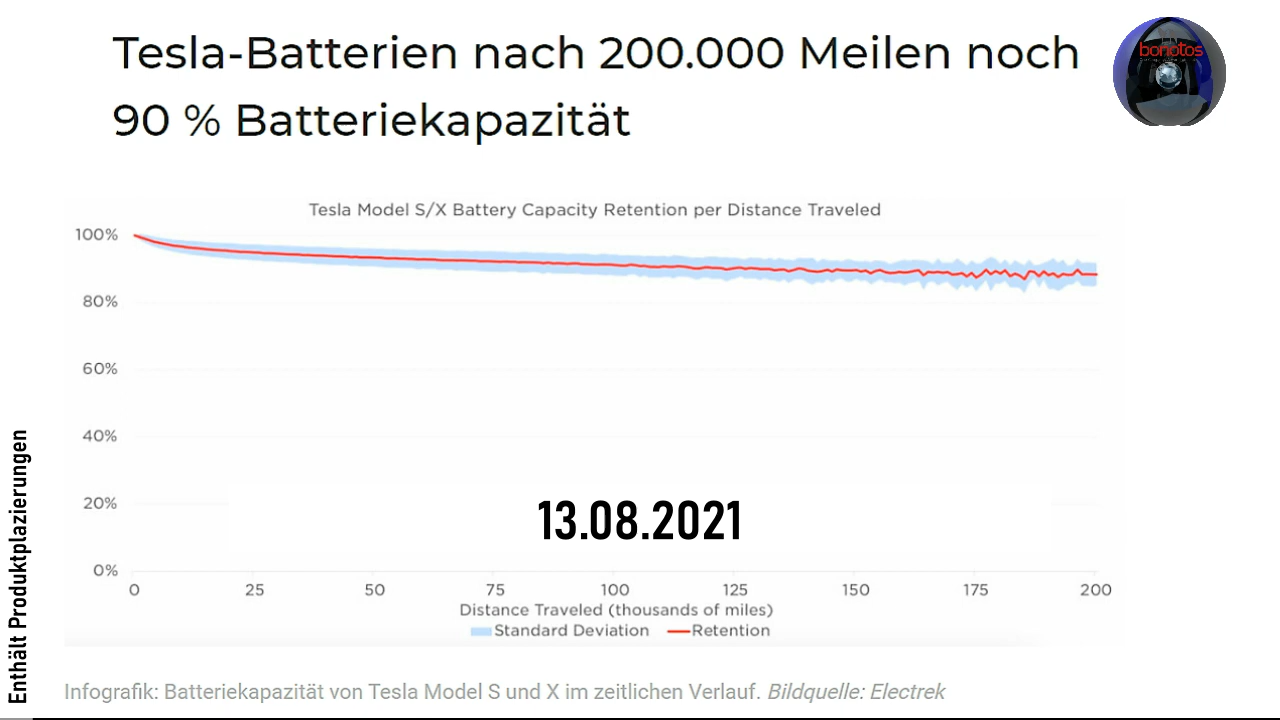 Tesla-Batterien nach 200.000 Meilen noch
90 % Batteriekapazität
bonotos
Tesla Model S/X Battery Capacity Retention per Distance Traveled
100%
80%
60%
40%
20%
0%
13.08.2021
0 25 50 75 100 125 150 175 200
Distance Traveled (thousands of miles)
Standard Deviation Retention
Infografik: Batteriekapazität von Tesla Model S und X im zeitlichen Verlauf. Bildquelle: Electrek
Enthält Produktplazierungen